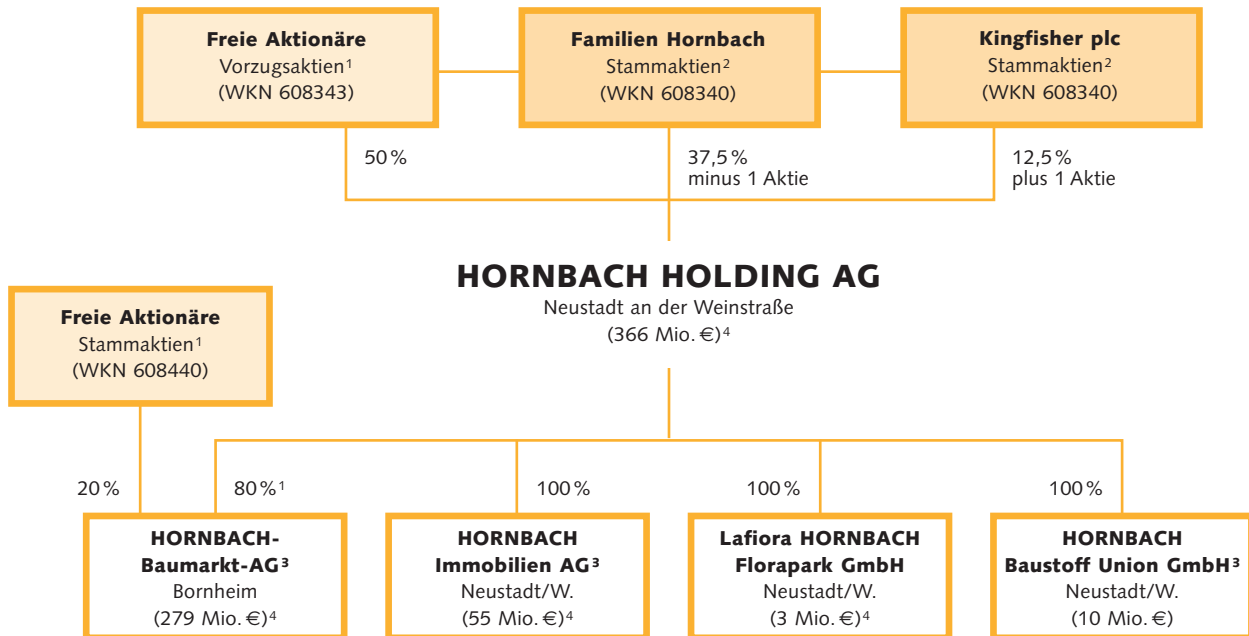 Freie Aktionäre
Vorzugsaktien¹
(WKN 608343)
Familien Hornbach
Stammaktien²
(WKN 608340)
Kingfisher plc
Stammaktien²
(WKN 608340)
50 %
37,5 %
minus 1 Aktie
12,5 %
plus 1 Aktie
HORNBACH HOLDING AG
Neustadt an der Weinstraße
(366 Mio. €)⁴
Freie Aktionäre
Stammaktien¹
(WKN 608440)
20 %
80 %¹
100 %
100 %
100 %
HORNBACH-
Baumarkt-AG³
Bornheim
(279 Mio. €)⁴
HORNBACH
Immobilien AG³
Neustadt/W.
(55 Mio. €)⁴
Lafiora HORNBACH
Florapark GmbH
Neustadt/W.
(3 Mio. €)⁴
HORNBACH
Baustoff Union GmbH³
Neustadt/W.
(10 Mio. €)